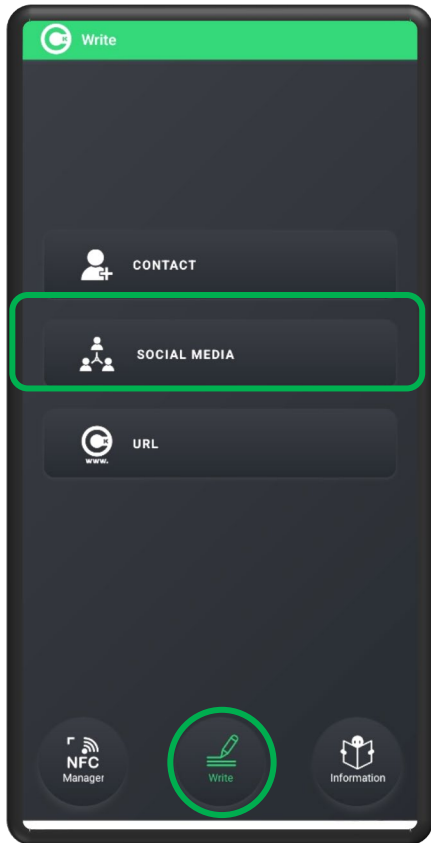 Write
CONTACT
SOCIAL MEDIA
www.
URL
NFC
Manager
Write
Information